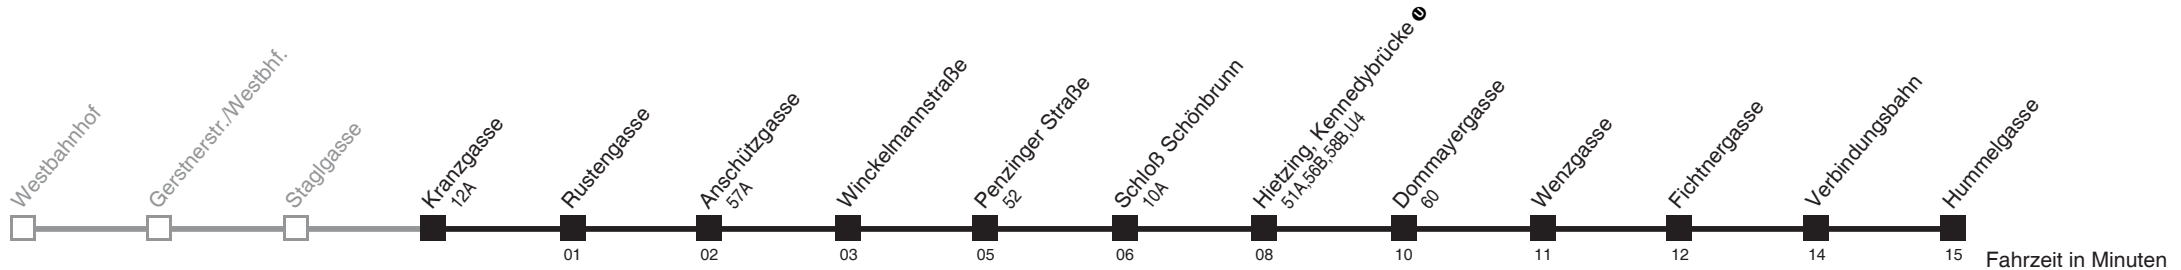 Westbahnhof
Gerstnerstr./Westbhf.
Staglgasse
Kranzgasse
12A
Rustengasse
Anschützgasse
57A
Winckelmannstraße
Penzinger Straße
52
Schloß Schönbrunn
10A
Hietzing, Kennedybrücke U
51A,56B,58B,U4
Dommayergasse
60
Wenzgasse
Fichtnergasse
Verbindungsbahn
Hummelgasse
01 02 03 05 06 08 10 11 12 14 15 Fahrzeit in Minuten